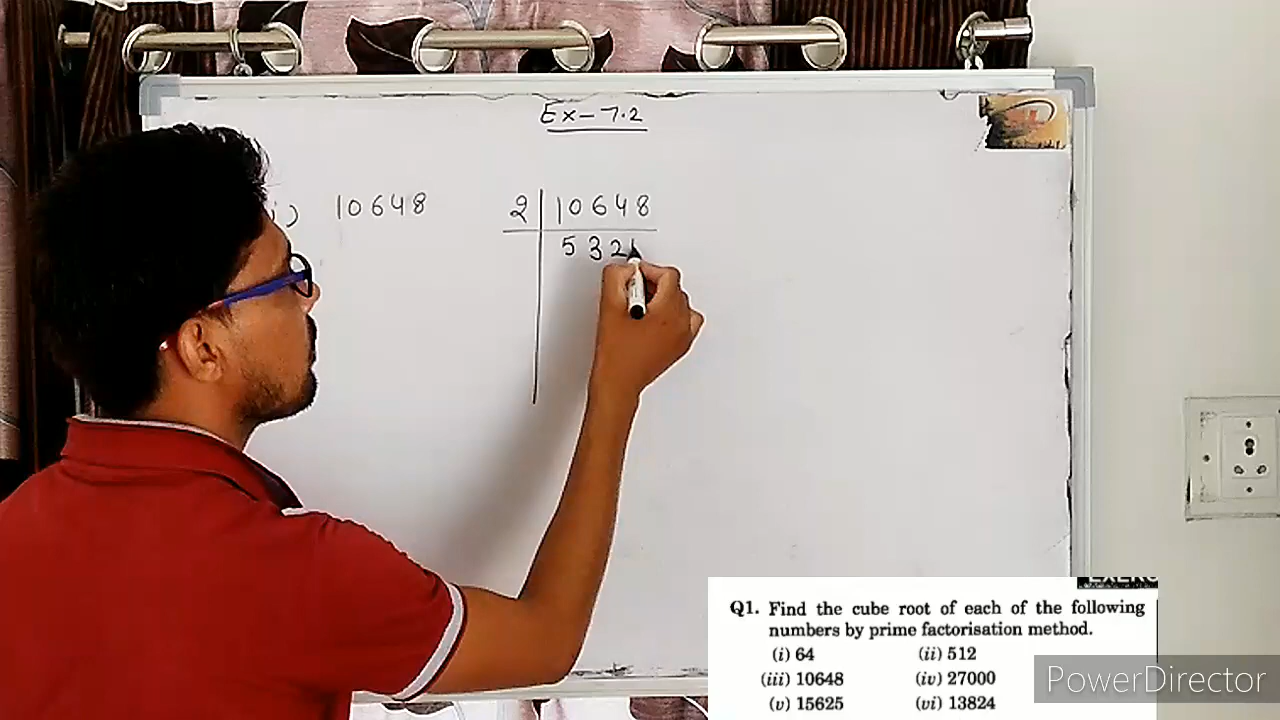 Ex-7.2
i) 10648 2 10648
5321
Q1. Find the cube root of each of the following
numbers by prime factorisation method.
(i) 64 (ii) 512
(iii) 10648 (iv) 27000
(v) 15625 (vi) 13824
PowerDirector